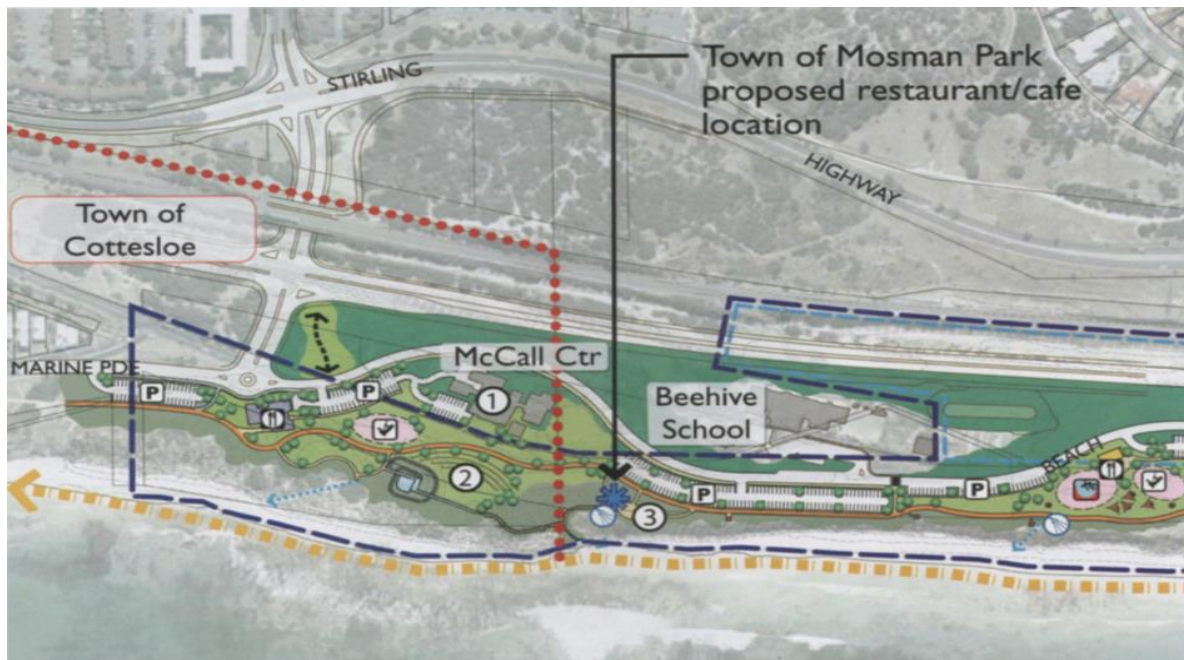 Town of Mosman Park
proposed restaurant/cafe
location
STIRLING
HIGHWAY
Town of
Cottesloe
McCall Ctr
MARINE PDE
P
P
1
Beehive
School
BEACH
2
3
P
P
P